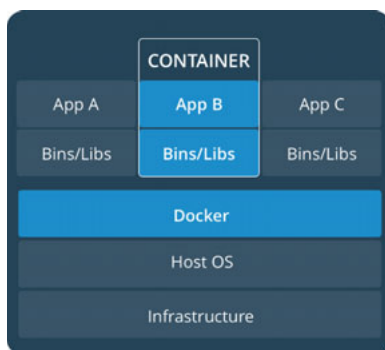 CONTAINER
App A App B App C
Bins/Libs Bins/Libs Bins/Libs
Docker
Host OS
Infrastructure